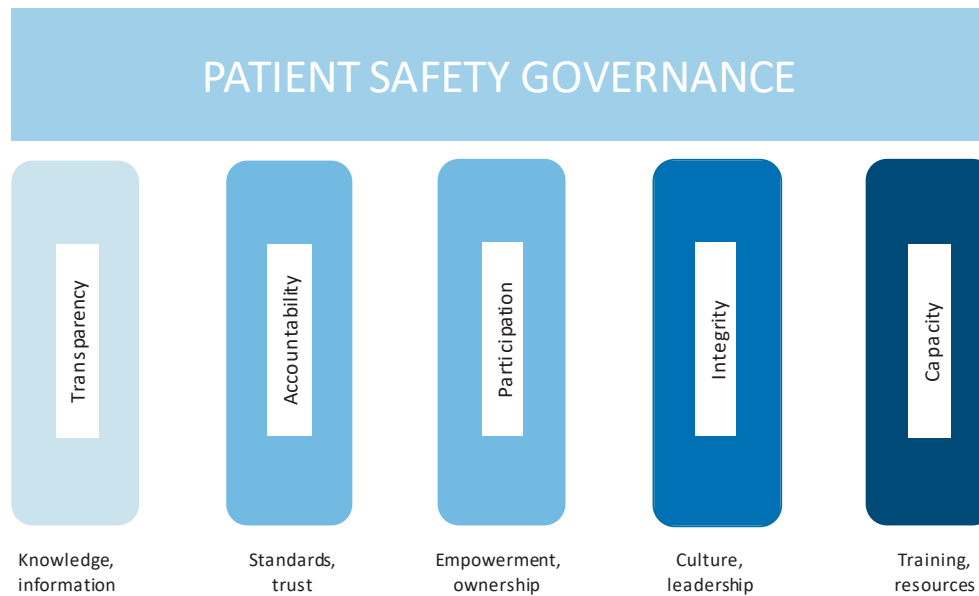 PATIENT SAFETY GOVERNANCE
Transparency
Accountability
Participation
Integrity
Capacity
Knowledge,
information
Standards,
trust
Empowerment,
ownership
Culture,
leadership
Training,
resources